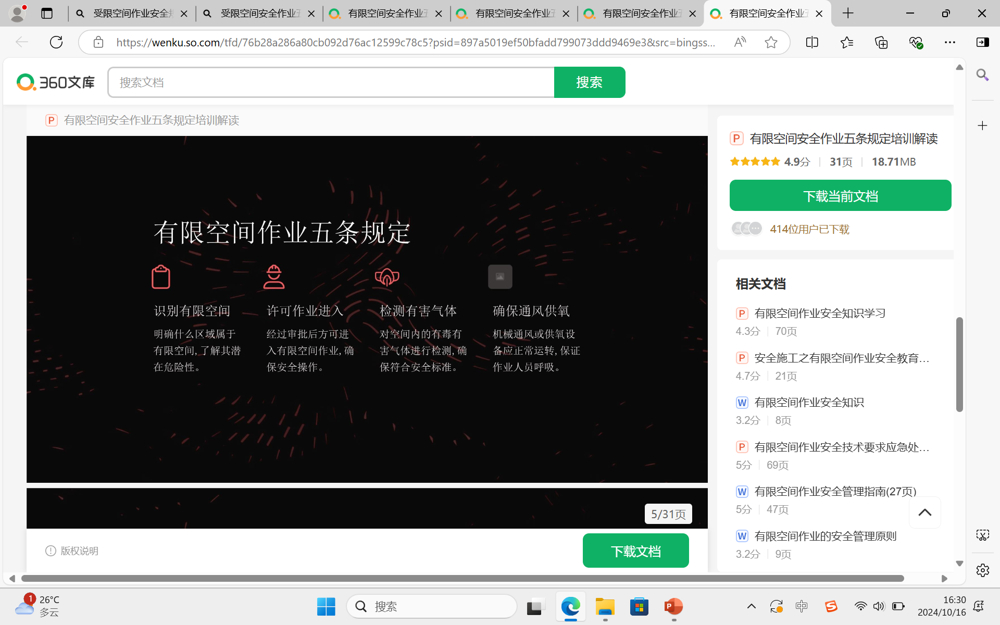 受限空间作业安全
受限空间安全作业五
有限空间安全作业五
有限空间安全作业五
有限空间安全作业五
有限空间安全作业五
https://wenku.so.com/tfd/76b28a286a80cb092d76ac12599c78c5?psid=897a5019ef50bfadd799073ddd9469e3&src=bingss...
360文库
搜索文档
搜索
P 有限空间安全作业五条规定培训解读
有限空间作业五条规定
识别有限空间
明确什么区域属于
有限空间,了解其潜
在危险性。
许可作业进入
经过审批后方可进
入有限空间作业,确
保安全操作。
检测有害气体
对空间内的有毒有
害气体进行检测,确
保符合安全标准。
确保通风供氧
机械通风或供氧设
备应正常运转,保证
作业人员呼吸。
5/31页
版权说明
下载文档
P 有限空间安全作业五条规定培训解读
4.9分 31页 18.71MB
下载当前文档
414位用户已下载
相关文档
P 有限空间作业安全知识学习
4.3分 70页
P 安全施工之有限空间作业安全教育...
4.7分 21页
W 有限空间作业安全知识
3.2分 8页
P 有限空间作业安全技术要求应急处...
5分 69页
W 有限空间作业安全管理指南(27页)
5分 47页
W 有限空间作业的安全管理原则
3.2分 9页
1
26°C
多云
搜索
中
16:30
2024/10/16